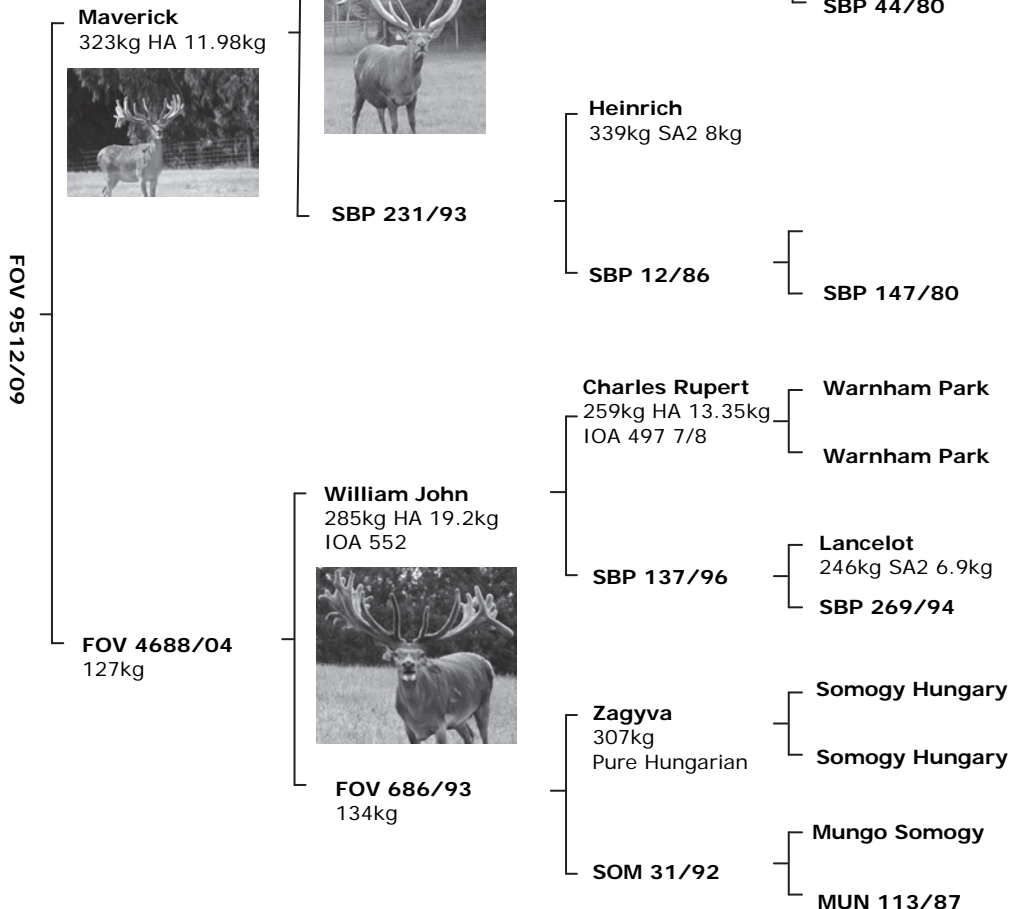 SBP 44/80
Maverick
323kg HA 11.98kg
Heinrich
339kg SA2 8kg
SBP 231/93
SBP 12/86
SBP 147/80
FOV 9512/09
Charles Rupert
259kg HA 13.35kg
IOA 497 7/8
Warnham Park
Warnham Park
William John
285kg HA 19.2kg
IOA 552
SBP 137/96
Lancelot
246kg SA2 6.9kg
SBP 269/94
FOV 4688/04
127kg
Zagyva
307kg
Pure Hungarian
Somogy Hungary
Somogy Hungary
FOV 686/93
134kg
SOM 31/92
Mungo Somogy
MUN 113/87